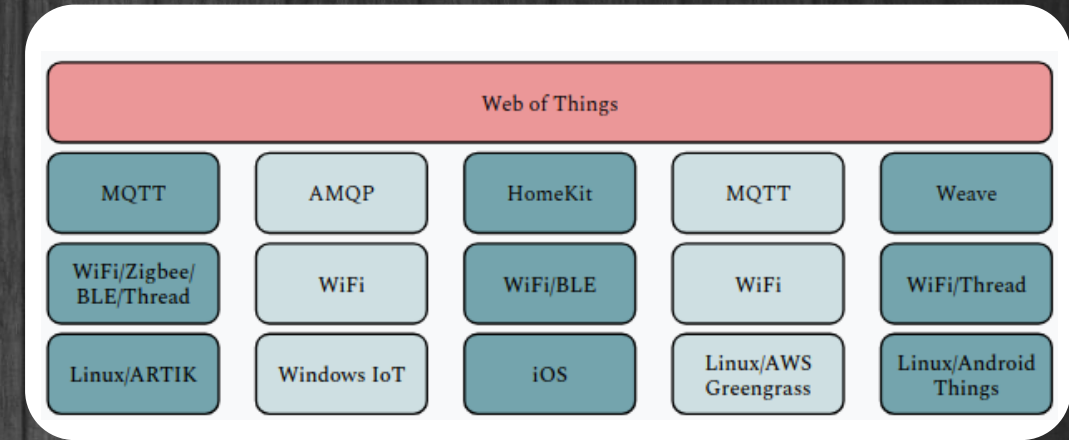 Web of Things
MQTT
AMQP
HomeKit
MQTT
Weave
WiFi/Zigbee/
BLE/Thread
WiFi
WiFi/BLE
WiFi
WiFi/Thread
Linux/ARTIK
Windows IoT
iOS
Linux/AWS
Greengrass
Linux/Android
Things